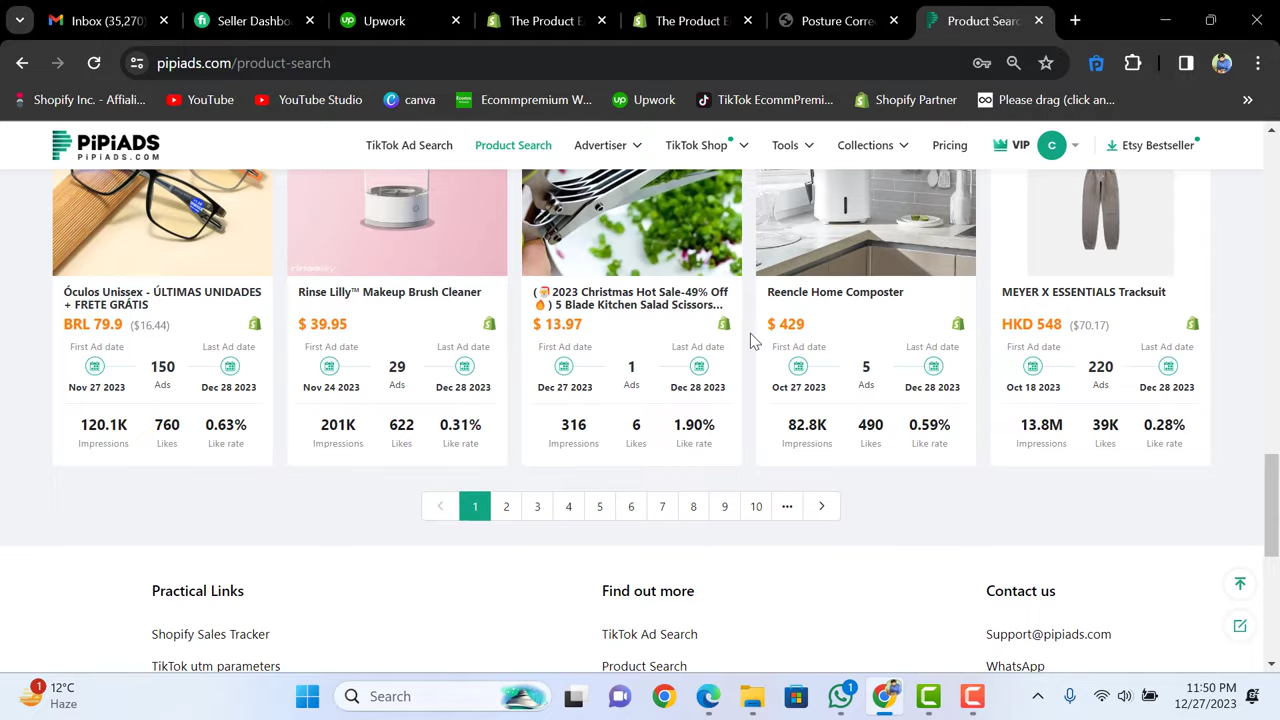 Inbox (35,270)
Seller Dashbo
Upwork
The Product E
The Product E
Posture Corre
Product Searc
pipiads.com/product-search
Shopify Inc. - Affiali...
YouTube
YouTube Studio
canva
Ecommpremium W...
Upwork
TikTok EcommPremi...
Shopify Partner
Please drag (click an...
PiPiADS
PIPIADS.COM
TikTok Ad Search
Product Search
Advertiser
TikTok Shop
Tools
Collections
Pricing
VIP
C
Etsy Bestseller
Óculos Unissex - ÚLTIMAS UNIDADES
+ FRETE GRÁTIS
BRL 79.9 ($16.44)
First Ad date
Last Ad date
150
Ads
Nov 27 2023
Dec 28 2023
120.1K
760
0.63%
Impressions
Likes
Like rate
Rinse Lilly™ Makeup Brush Cleaner
$ 39.95
First Ad date
Last Ad date
29
Ads
Nov 24 2023
Dec 28 2023
201K
622
0.31%
Impressions
Likes
Like rate
(🎅2023 Christmas Hot Sale-49% Off
🔥) 5 Blade Kitchen Salad Scissors...
$ 13.97
First Ad date
Last Ad date
1
Ads
Dec 27 2023
Dec 28 2023
316
6
1.90%
Impressions
Likes
Like rate
Reencle Home Composter
$ 429
First Ad date
Last Ad date
5
Ads
Oct 27 2023
Dec 28 2023
82.8K
490
0.59%
Impressions
Likes
Like rate
MEYER X ESSENTIALS Tracksuit
HKD 548 ($70.17)
First Ad date
Last Ad date
220
Ads
Oct 18 2023
Dec 28 2023
13.8M
39K
0.28%
Impressions
Likes
Like rate
1 2 3 4 5 6 7 8 9 10 •••
Practical Links
Find out more
Contact us
Shopify Sales Tracker
TikTok Ad Search
Support@pipiads.com
TikTok utm parameters
Product Search
WhatsApp
1
12°C
Haze
Search
1
11:50 PM
12/27/2023